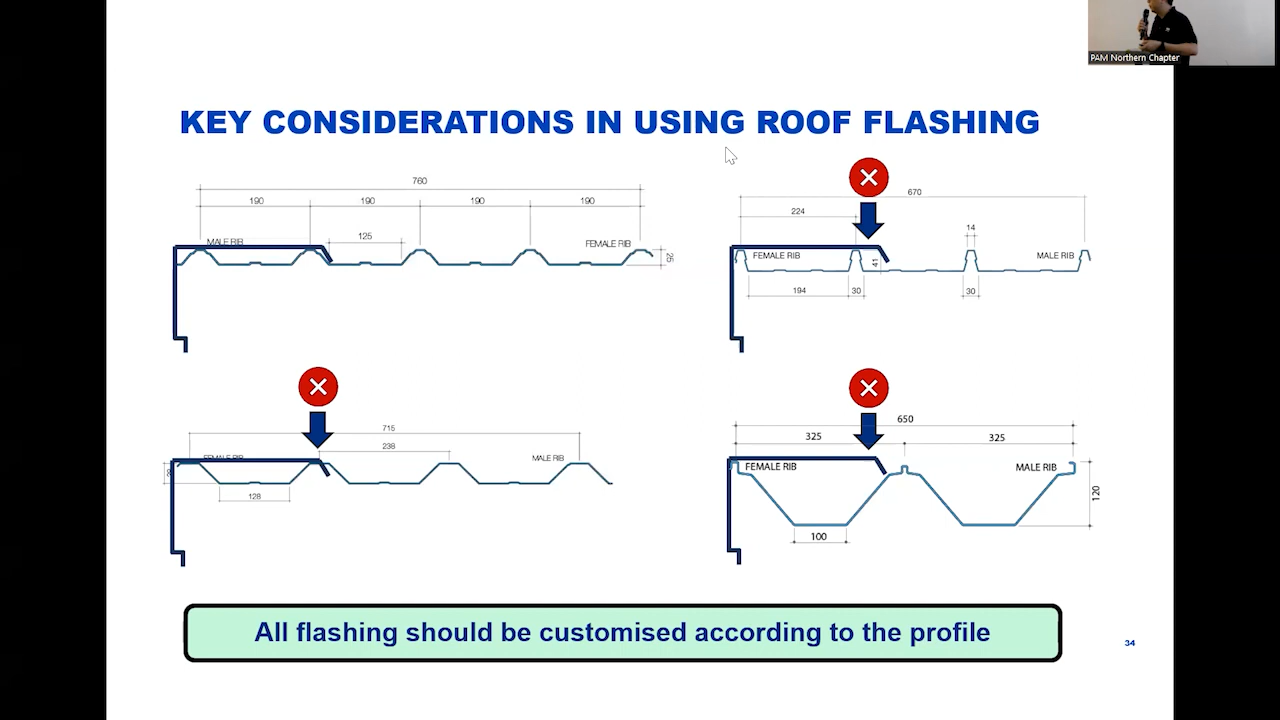 PAM Northern Chapter
KEY CONSIDERATIONS IN USING ROOF FLASHING
760
190 190 190 190
125
MALE RIB
FEMALE RIB
26
670
224
14
FEMALE RIB
MALE RIB
41
194
30
30
715
238
FEMALE RIB
MALE RIB
128
650
325
325
FEMALE RIB
MALE RIB
120
100
All flashing should be customised according to the profile
34